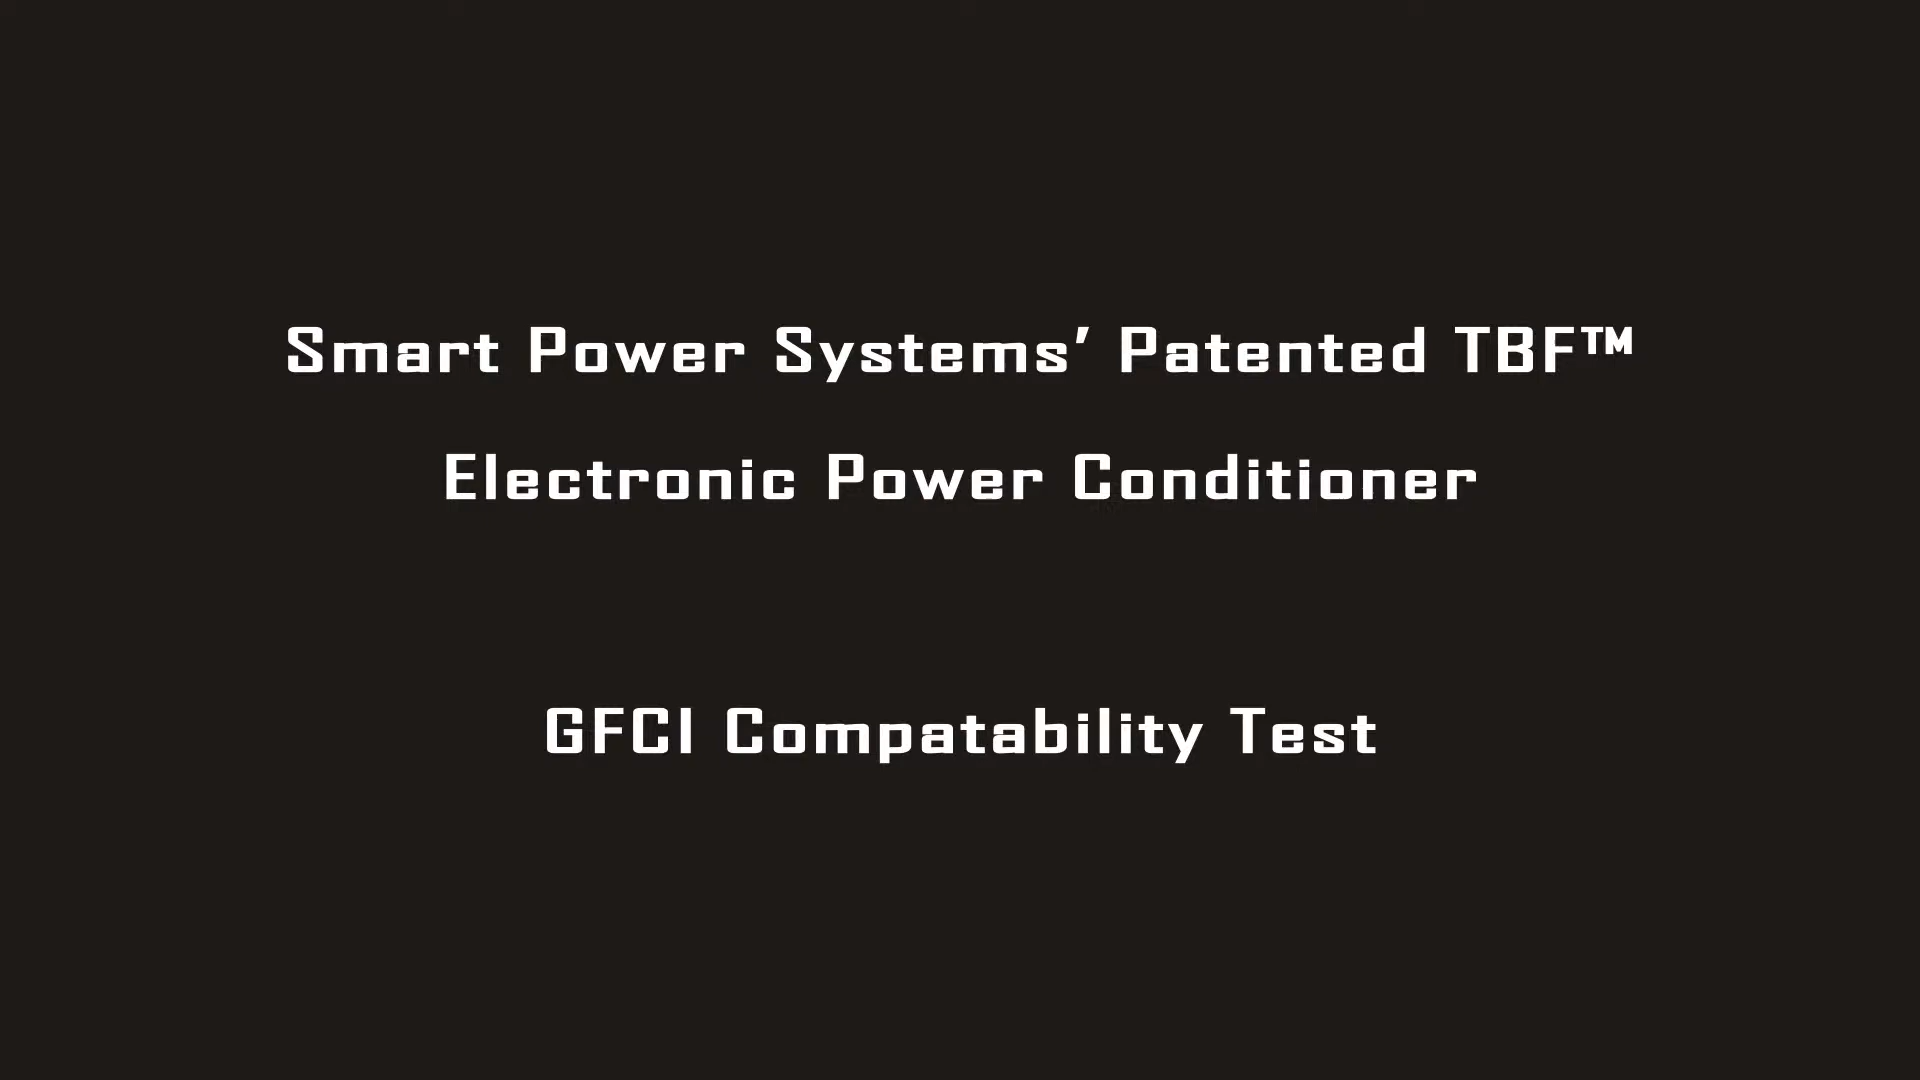 Smart Power Systems’ Patented TBF™
Electronic Power Conditioner
GFCI Compatability Test